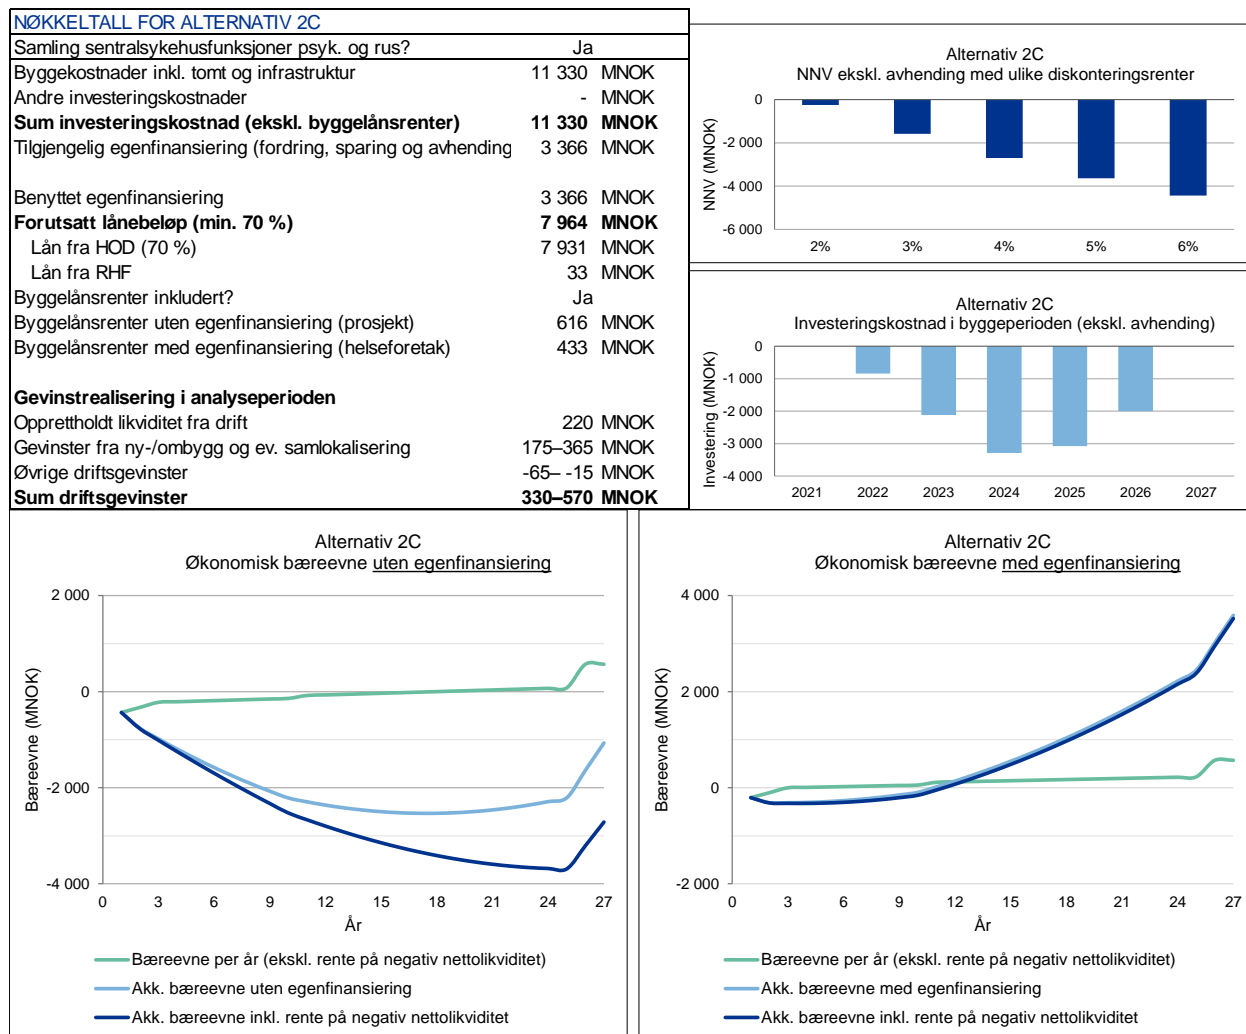 NØKKELTALL FOR ALTERNATIV 2C
Samling sentralsykehusfunksjoner psyk. og rus? Ja
Byggekostnader inkl. tomt og infrastruktur 11 330 MNOK
Andre investeringskostnader - MNOK
Sum investeringskostnad (ekskl. byggelånsrenter) 11 330 MNOK
Tilgjengelig egenfinansiering (fordring, sparing og avhending 3 366 MNOK
Benyttet egenfinansiering 3 366 MNOK
Forutsatt lånebeløp (min. 70 %) 7 964 MNOK
Lån fra HOD (70 %) 7 931 MNOK
Lån fra RHF 33 MNOK
Byggelånsrenter inkludert? Ja
Byggelånsrenter uten egenfinansiering (prosjekt) 616 MNOK
Byggelånsrenter med egenfinansiering (helseforetak) 433 MNOK
Gevinstrealisering i analyseperioden
Opprettholdt likviditet fra drift 220 MNOK
Gevinster fra ny-/ombygg og ev. samlokalisering 175–365 MNOK
Øvrige driftsgevinster -65– -15 MNOK
Sum driftsgevinster 330–570 MNOK
Alternativ 2C
NNV ekskl. avhending med ulike diskonteringsrenter
NNV (MNOK)
0
-2 000
-4 000
-6 000
2% 3% 4% 5% 6%
Alternativ 2C
Investeringskostnad i byggeperioden (ekskl. avhending)
Investering (MNOK)
0
-1 000
-2 000
-3 000
-4 000
2021 2022 2023 2024 2025 2026 2027
Alternativ 2C
Økonomisk bæreevne uten egenfinansiering
Bæreevne (MNOK)
2 000
0
-2 000
-4 000
0 3 6 9 12 15 18 21 24 27
År
Bæreevne per år (ekskl. rente på negativ nettolikviditet)
Akk. bæreevne uten egenfinansiering
Akk. bæreevne inkl. rente på negativ nettolikviditet
Alternativ 2C
Økonomisk bæreevne med egenfinansiering
Bæreevne (MNOK)
4 000
2 000
0
-2 000
0 3 6 9 12 15 18 21 24 27
År
Bæreevne per år (ekskl. rente på negativ nettolikviditet)
Akk. bæreevne med egenfinansiering
Akk. bæreevne inkl. rente på negativ nettolikviditet